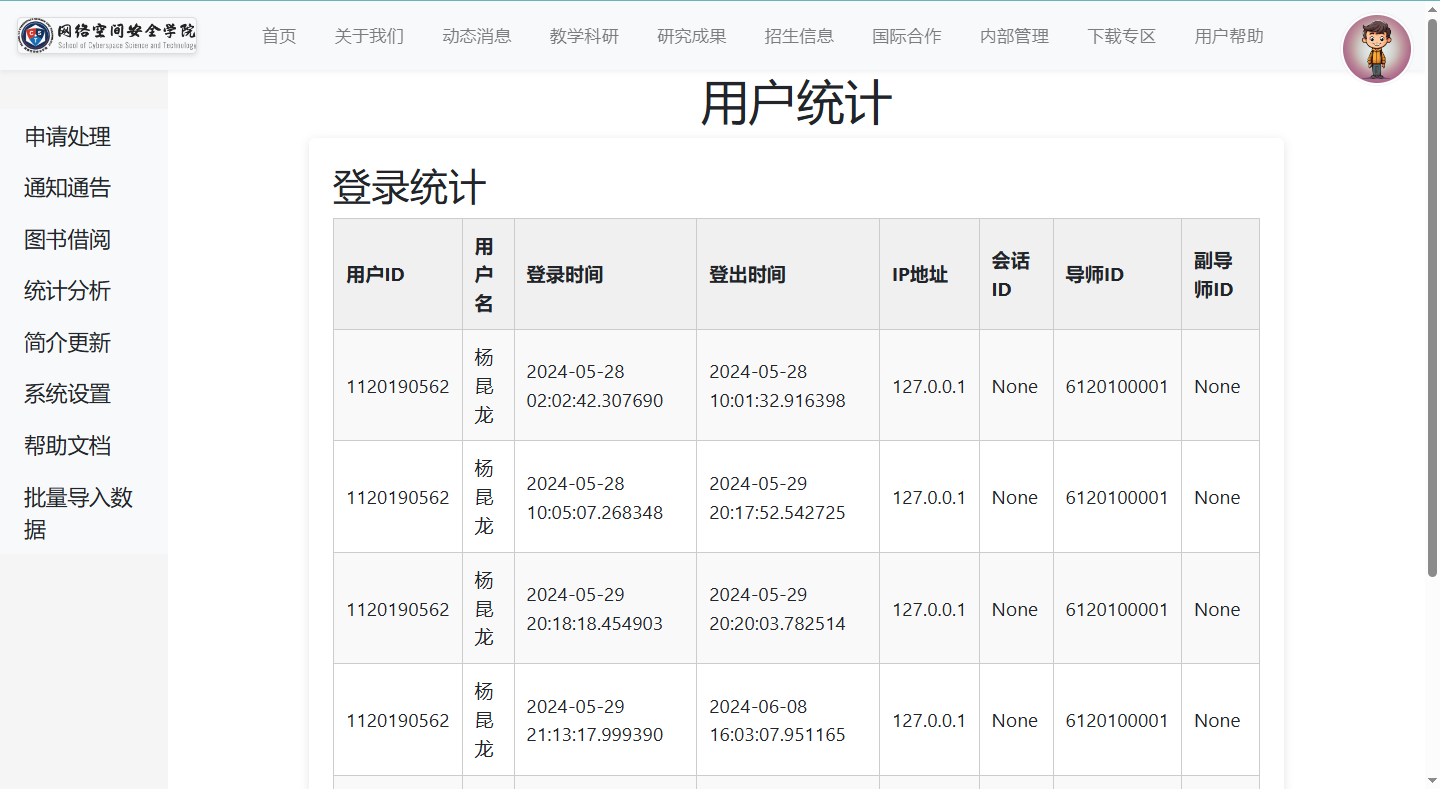 网络空间安全学院
School of Cyberspace Science and Technology
首页 关于我们 动态消息 教学科研 研究成果 招生信息 国际合作 内部管理 下载专区 用户帮助
申请处理
通知通告
图书借阅
统计分析
简介更新
系统设置
帮助文档
批量导入数
据
用户统计
登录统计
用户ID 用户名 登录时间 登出时间 IP地址 会话ID 导师ID 副导师ID
1120190562 杨昆龙 2024-05-28 02:02:42.307690 2024-05-28 10:01:32.916398 127.0.0.1 None 6120100001 None
1120190562 杨昆龙 2024-05-28 10:05:07.268348 2024-05-29 20:17:52.542725 127.0.0.1 None 6120100001 None
1120190562 杨昆龙 2024-05-29 20:18:18.454903 2024-05-29 20:20:03.782514 127.0.0.1 None 6120100001 None
1120190562 杨昆龙 2024-05-29 21:13:17.999390 2024-06-08 16:03:07.951165 127.0.0.1 None 6120100001 None